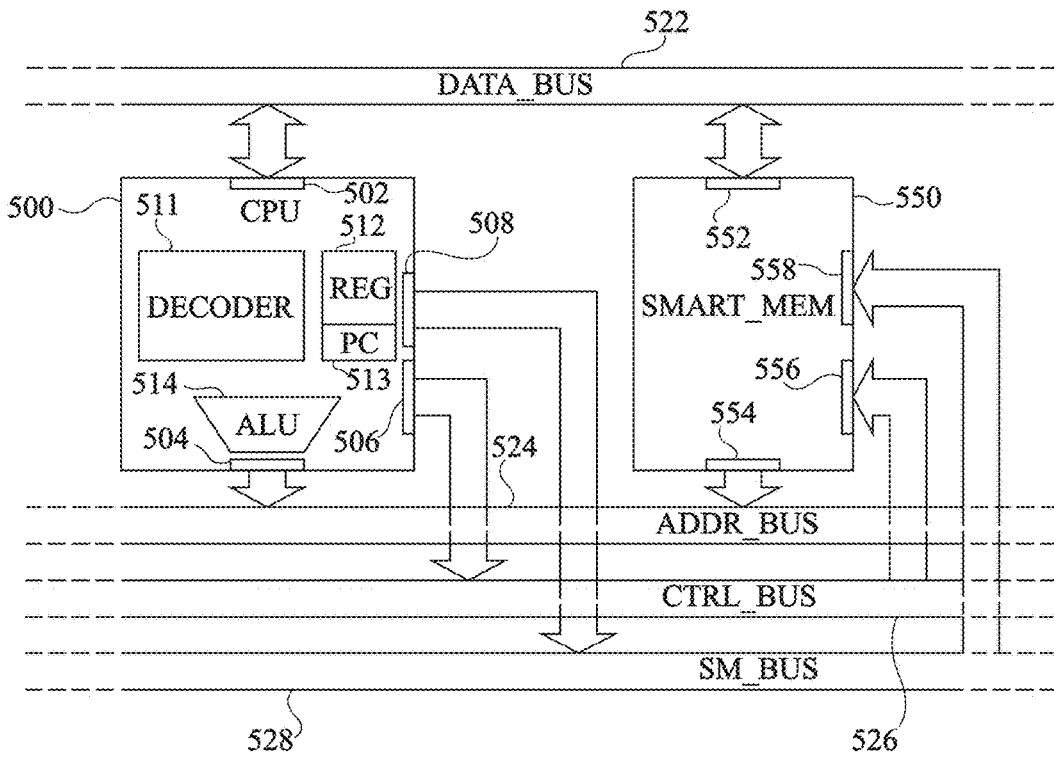 522
DATA_BUS
500
502
CPU
511
512
508
552
550
DECODER
REG
558
SMART_MEM
PC
513
556
514
ALU
504
506
524
554
ADDR_BUS
CTRL_BUS
SM_BUS
528
526